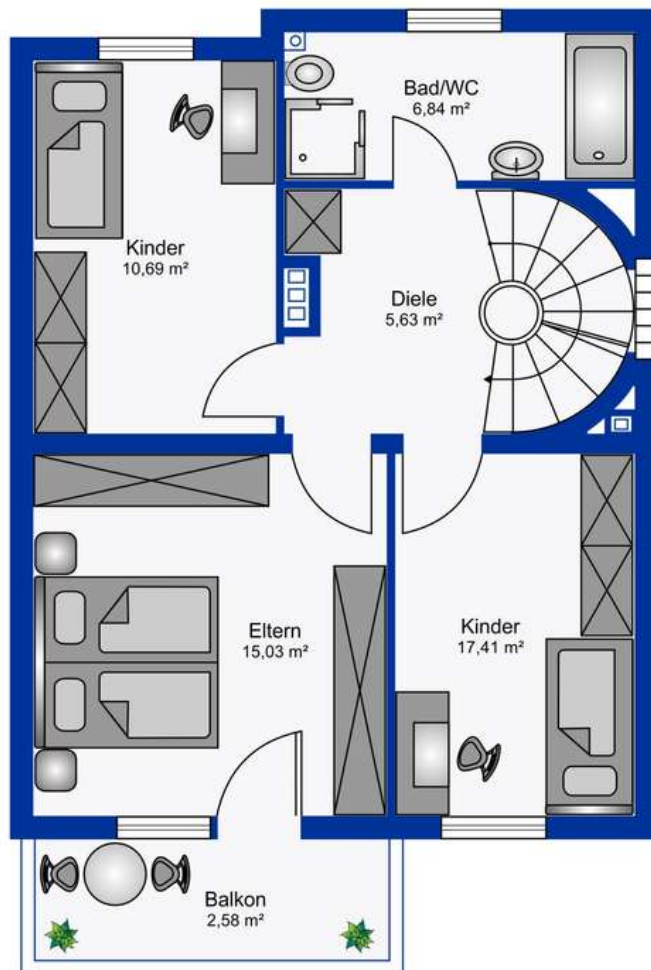 Bad/WC
6,84 m²
Kinder
10,69 m²
Diele
5,63 m²
Eltern
15,03 m²
Kinder
17,41 m²
Balkon
2,58 m²